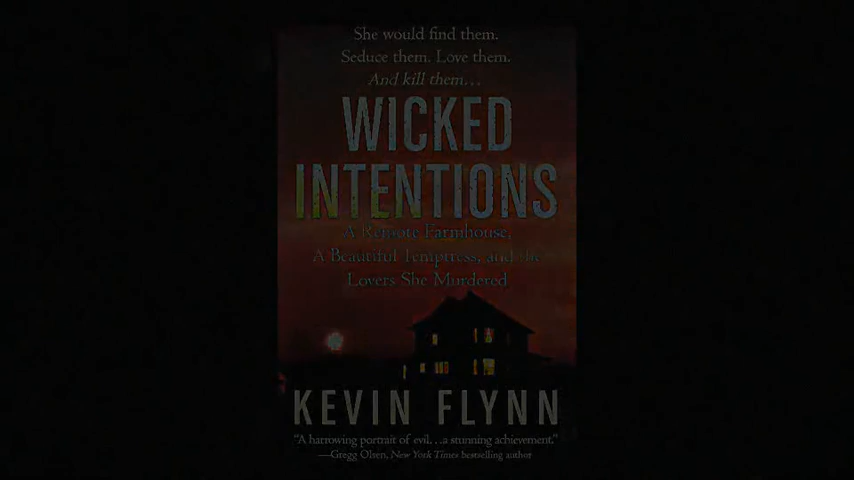 She would find them.
Seduce them. Love them.
And kill them...
WICKED
INTENTIONS
A Remote Farmhouse,
A Beautiful Temptress, and the
Lovers She Murdered
KEVIN FLYNN
"A harrowing portrait of evil...a stunning achievement."
—Gregg Olsen, New York Times bestselling author